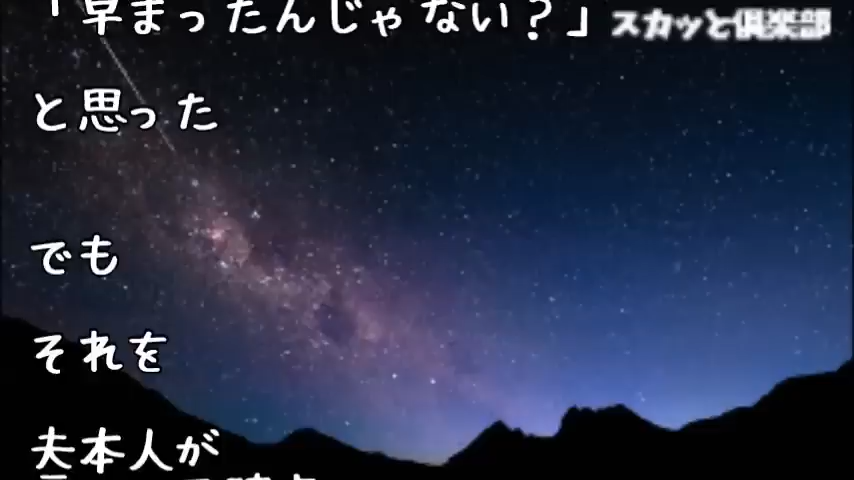 「早まったんじゃない？」
スカッと倶楽部
と思った
でも
それを
夫本人が